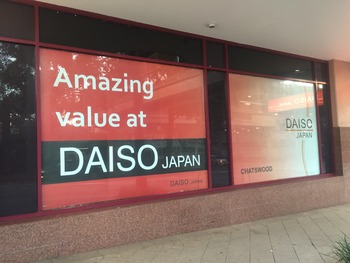 Amazing
value at
DAISO JAPAN
DAISO JAPAN
DAISO
JAPAN
CHATSWOOD